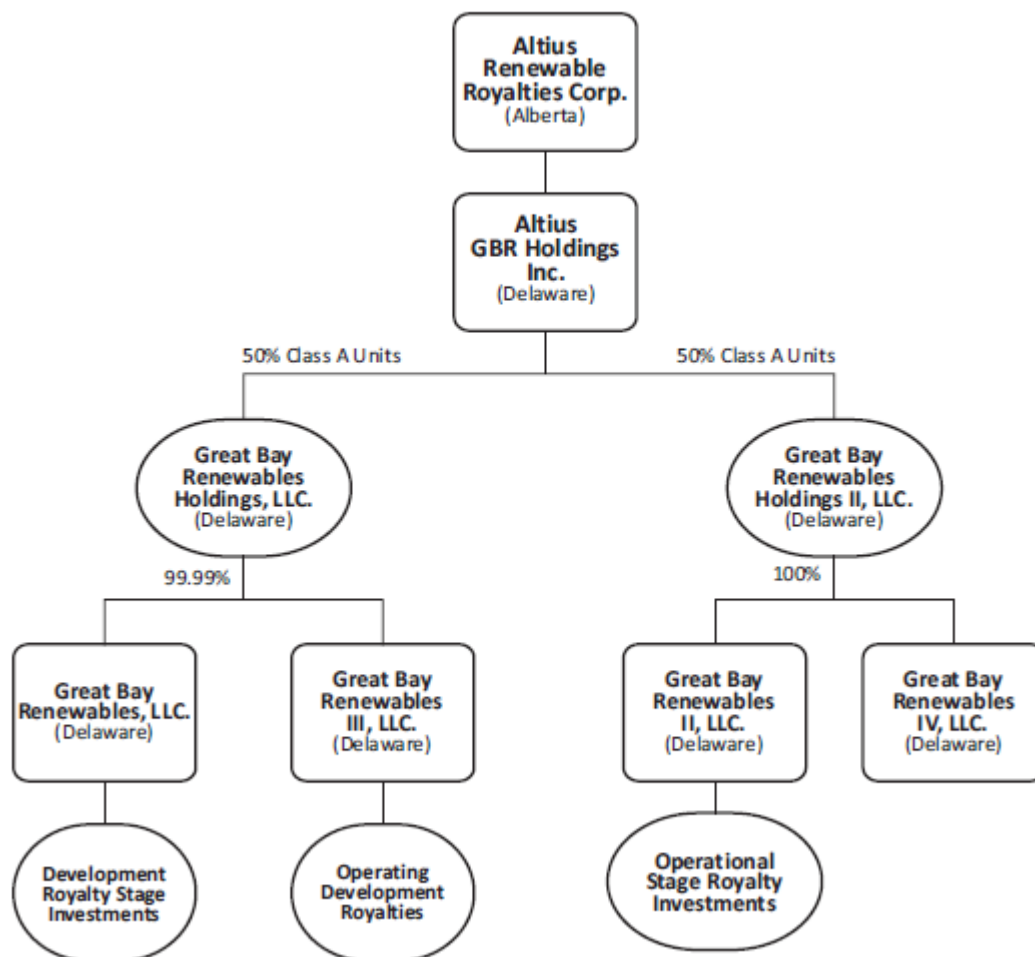 Altius
Renewable
Royalties Corp.
(Alberta)
Altius
GBR Holdings
Inc.
(Delaware)
50% Class A Units
50% Class A Units
Great Bay
Renewables
Holdings, LLC.
(Delaware)
Great Bay
Renewables
Holdings II, LLC.
(Delaware)
99.99%
100%
Great Bay
Renewables, LLC.
(Delaware)
Great Bay
Renewables
III, LLC.
(Delaware)
Great Bay
Renewables
II, LLC.
(Delaware)
Great Bay
Renewables
IV, LLC.
(Delaware)
Development
Royalty Stage
Investments
Operating
Development
Royalties
Operational
Stage Royalty
Investments